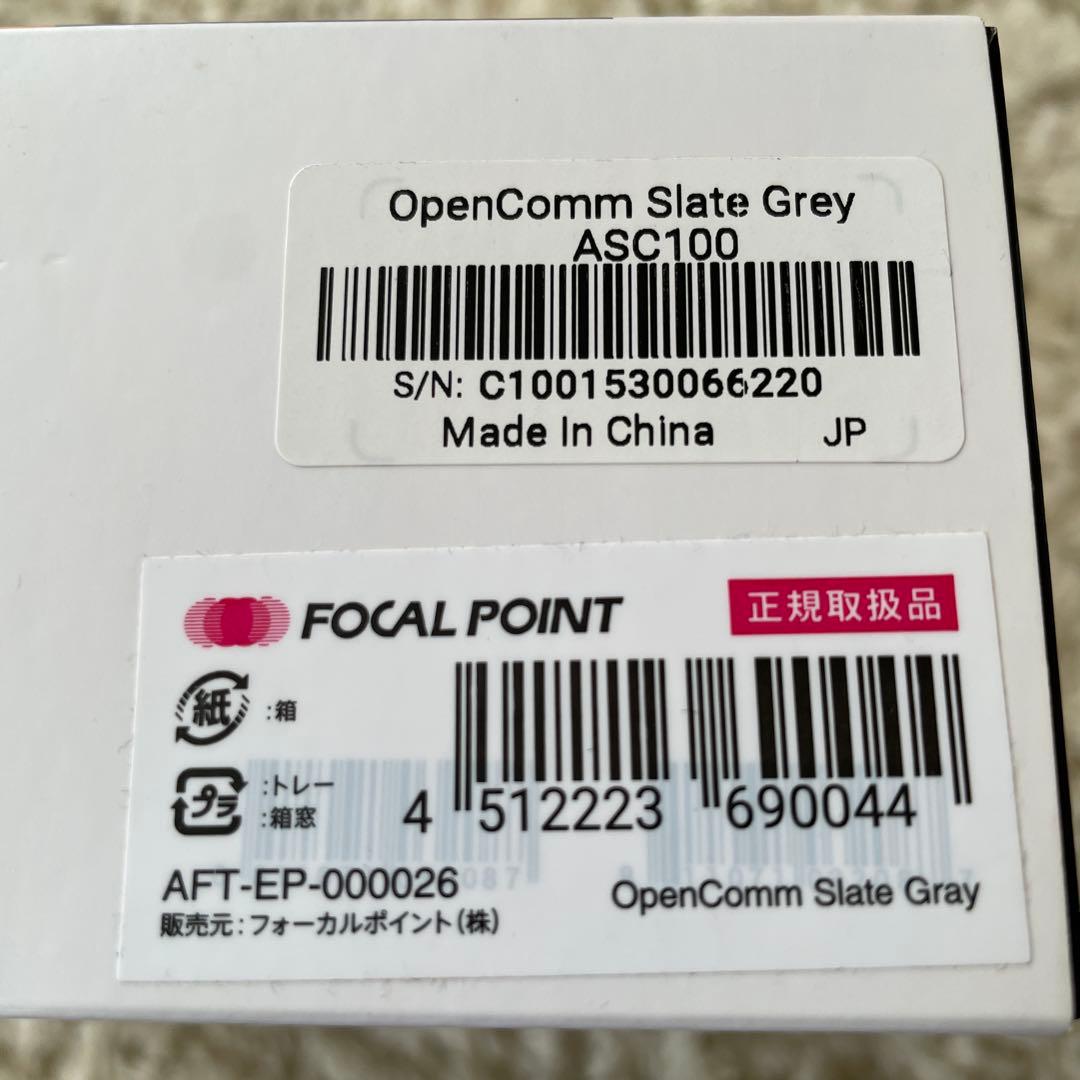 OpenComm Slate Grey
ASC100
S/N: C1001530066220
Made In China JP
FOCAL POINT 正規取扱品
紙 :箱
プラ :トレー
:箱窓
4 512223 690044
AFT-EP-000026 OpenComm Slate Gray
販売元:フォーカルポイント(株)